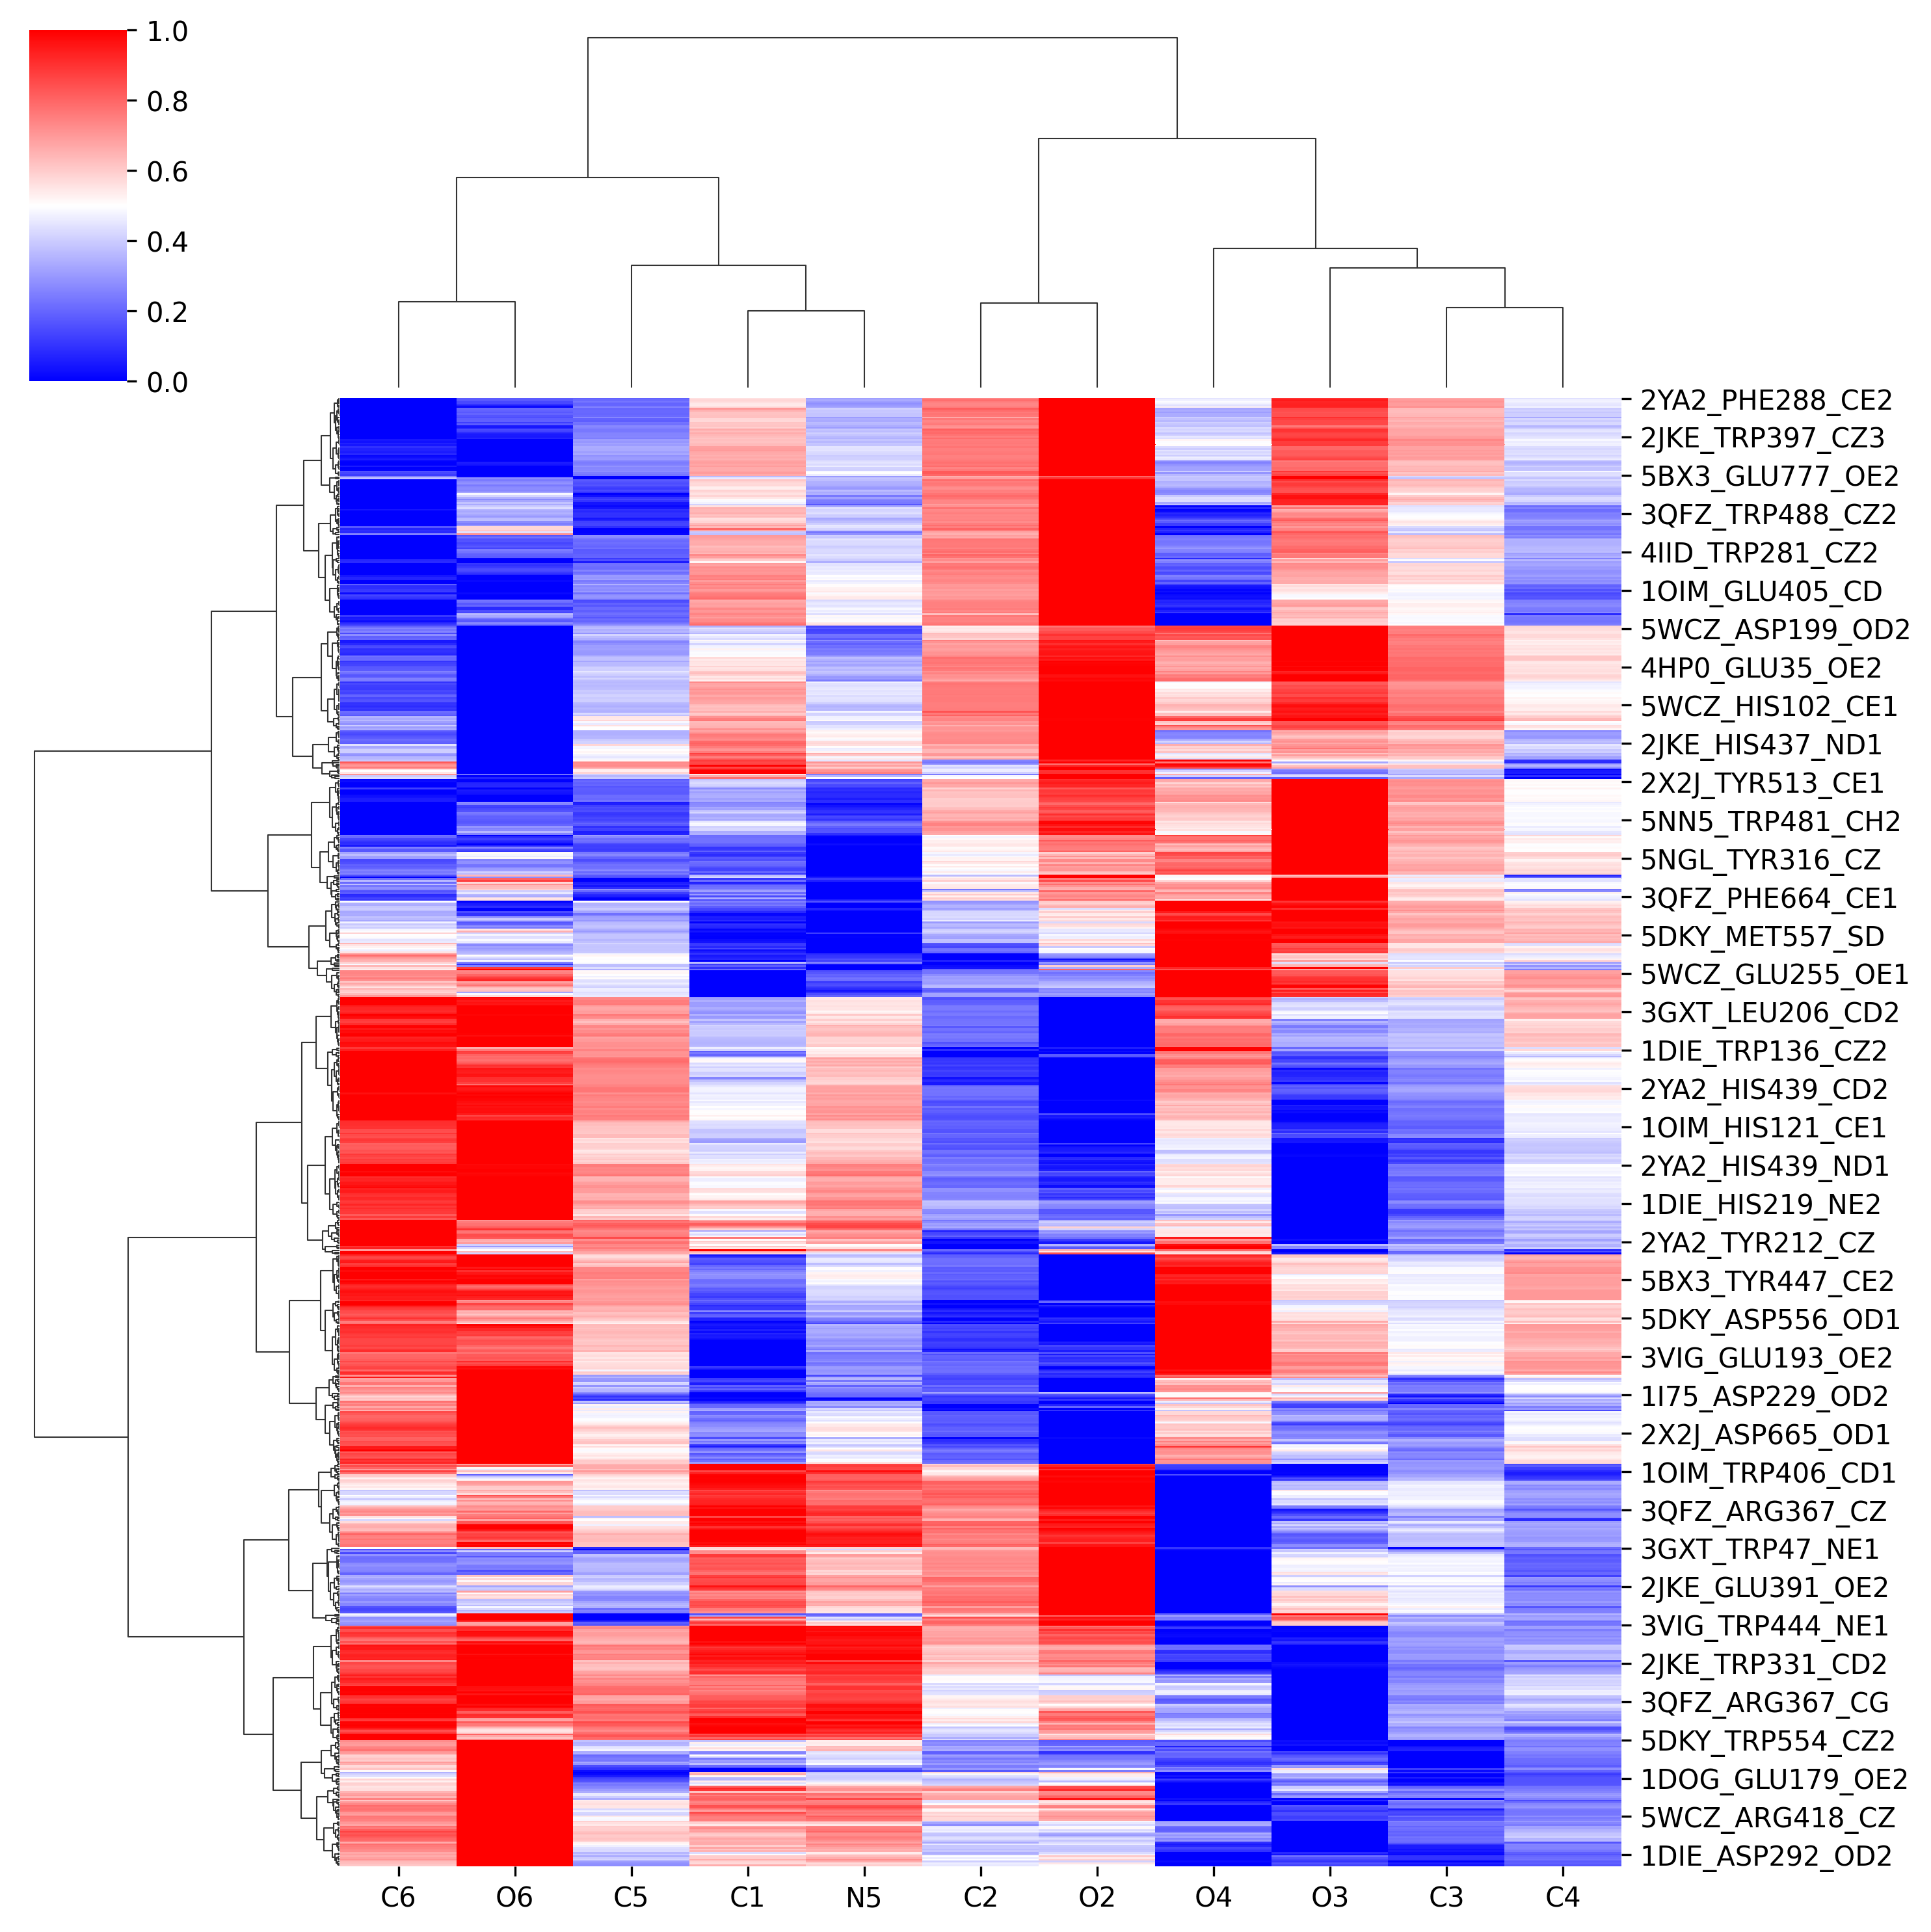 1.0
0.8
0.6
0.4
0.2
0.0
2YA2_PHE288_CE2
2JKE_TRP397_CZ3
5BX3_GLU777_OE2
3QFZ_TRP488_CZ2
4IID_TRP281_CZ2
1OIM_GLU405_CD
5WCZ_ASP199_OD2
4HP0_GLU35_OE2
5WCZ_HIS102_CE1
2JKE_HIS437_ND1
2X2J_TYR513_CE1
5NN5_TRP481_CH2
5NGL_TYR316_CZ
3QFZ_PHE664_CE1
5DKY_MET557_SD
5WCZ_GLU255_OE1
3GXT_LEU206_CD2
1DIE_TRP136_CZ2
2YA2_HIS439_CD2
1OIM_HIS121_CE1
2YA2_HIS439_ND1
1DIE_HIS219_NE2
2YA2_TYR212_CZ
5BX3_TYR447_CE2
5DKY_ASP556_OD1
3VIG_GLU193_OE2
1I75_ASP229_OD2
2X2J_ASP665_OD1
1OIM_TRP406_CD1
3QFZ_ARG367_CZ
3GXT_TRP47_NE1
2JKE_GLU391_OE2
3VIG_TRP444_NE1
2JKE_TRP331_CD2
3QFZ_ARG367_CG
5DKY_TRP554_CZ2
1DOG_GLU179_OE2
5WCZ_ARG418_CZ
1DIE_ASP292_OD2
C6 O6 C5 C1 N5 C2 O2 O4 O3 C3 C4